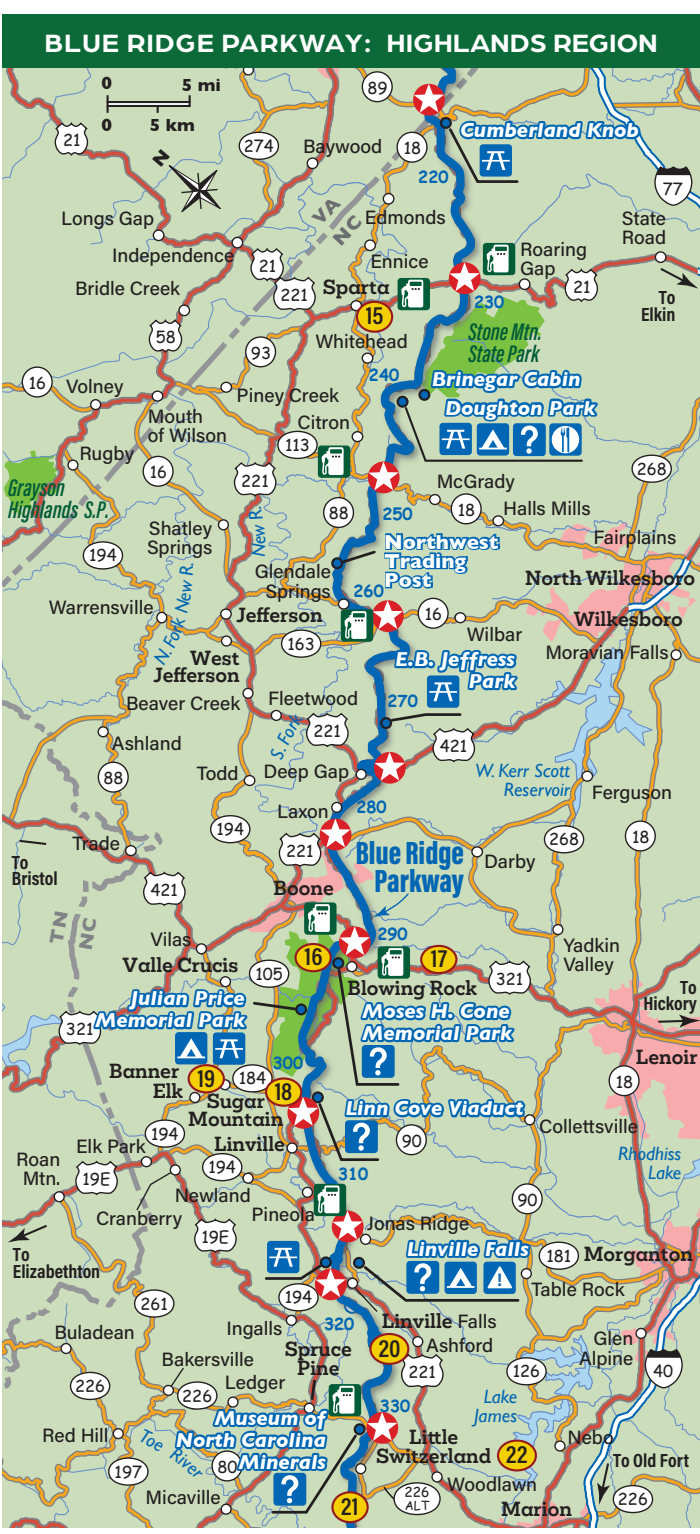 BLUE RIDGE PARKWAY: HIGHLANDS REGION
0 5 mi
0 5 km
N
89
21
274
Baywood
18
Cumberland Knob
220
77
VA
NC
Longs Gap
Edmonds
State
Road
Independence
Ennice
Roaring
Gap
21
221
Bridle Creek
Sparta
21
To
Elkin
230
15
58
Whitehead
Stone Mtn.
State Park
93
16
Volney
240
Brinegar Cabin
Piney Creek
Doughton Park
?
Mouth
of Wilson
Citron
113
Rugby
16
221
268
Grayson
Highlands S.P.
McGrady
18
Halls Mills
88
250
Shatley
Springs
New R.
Fairplains
194
Northwest
Trading
Post
Glendale
Springs
North Wilkesboro
260
Warrensville
N. Fork New R.
Jefferson
16
Wilkesboro
Wilbar
163
West
Jefferson
Moravian Falls
E.B. Jeffress
Park
Beaver Creek
Fleetwood
270
S. Fork
221
421
Ashland
88
Todd
Deep Gap
W. Kerr Scott
Reservoir
Ferguson
280
Laxon
194
268
18
To
Bristol
Trade
221
Blue Ridge
Parkway
Darby
421
Boone
TN
NC
290
Vilas
16
17
Yadkin
Valley
Valle Crucis
105
321
Blowing Rock
To
Hickory
Julian Price
Memorial Park
Moses H. Cone
Memorial Park
?
321
Lenoir
300
Banner
Elk
19
184
18
18
Sugar
Mountain
Linn Cove Viaduct
?
Collettsville
90
194
Linville
Elk Park
Rhodhiss
Lake
Roan
Mtn.
19E
194
310
Newland
90
Cranberry
Pineola
19E
Jonas Ridge
To
Elizabethton
Linville Falls
?
181
Morganton
Table Rock
194
261
320
Linville Falls
Ingalls
Buladean
Glen
Alpine
Spruce
Pine
20
Ashford
221
Bakersville
126
40
226
226
Ledger
Lake
James
330
Museum of
North Carolina
Minerals
?
Red Hill
Little
Switzerland
Nebo
Toe River
22
80
To Old Fort
197
Woodlawn
226
ALT
226
Micaville
21
Marion